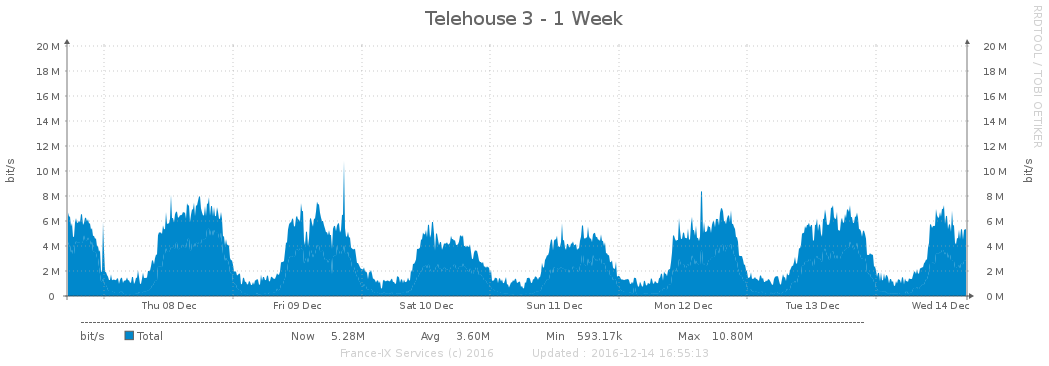 Telehouse 3 - 1 Week
RRDTOOL / TOBI OETIKER
bit/s
20 M 20 M
18 M 18 M
16 M 16 M
14 M 14 M
12 M 12 M
10 M 10 M
8 M 8 M
6 M 6 M
4 M 4 M
2 M 2 M
0 0 M
bit/s
Thu 08 Dec Fri 09 Dec Sat 10 Dec Sun 11 Dec Mon 12 Dec Tue 13 Dec Wed 14 Dec
bit/s Total Now 5.28M Avg 3.60M Min 593.17k Max 10.80M
France-IX Services (c) 2016 Updated : 2016-12-14 16:55:13